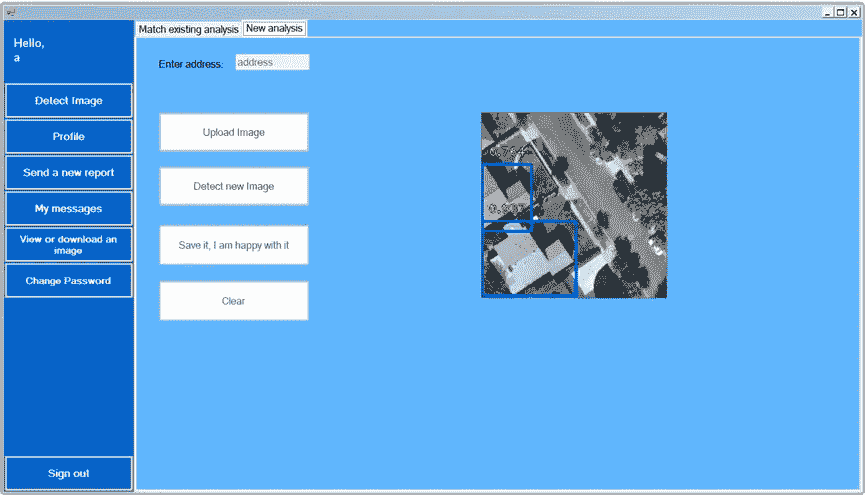 Match existing analysis
New analysis
Hello,
a
Enter address:
address
Detect Image
Profile
Send a new report
My messages
View or download an
image
Change Password
Upload Image
Detect new Image
Save it, I am happy with it
Clear
Sign out